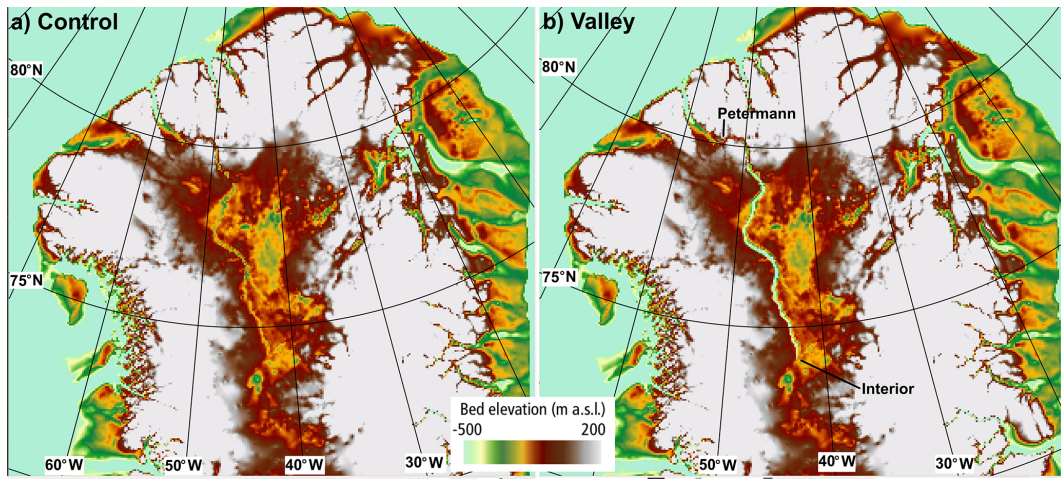 a) Control
b) Valley
80°N
80°N
Petermann
75°N
75°N
Interior
Bed elevation (m a.s.l.)
-500 200
60°W 50°W 40°W 30°W
50°W 40°W 30°W